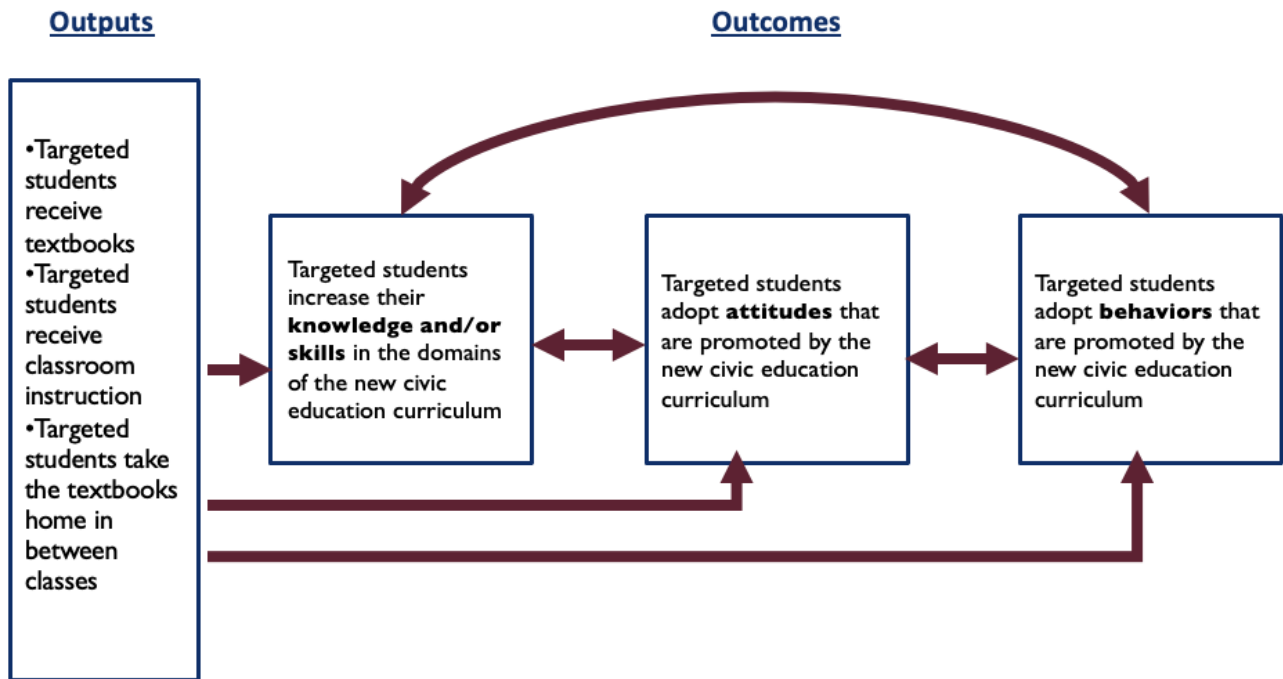 Outputs
Outcomes
•Targeted
students
receive
textbooks
•Targeted
students
receive
classroom
instruction
•Targeted
students take
the textbooks
home in
between
classes
Targeted students
increase their
knowledge and/or
skills in the domains
of the new civic
education curriculum
Targeted students
adopt attitudes that
are promoted by the
new civic education
curriculum
Targeted students
adopt behaviors that
are promoted by the
new civic education
curriculum